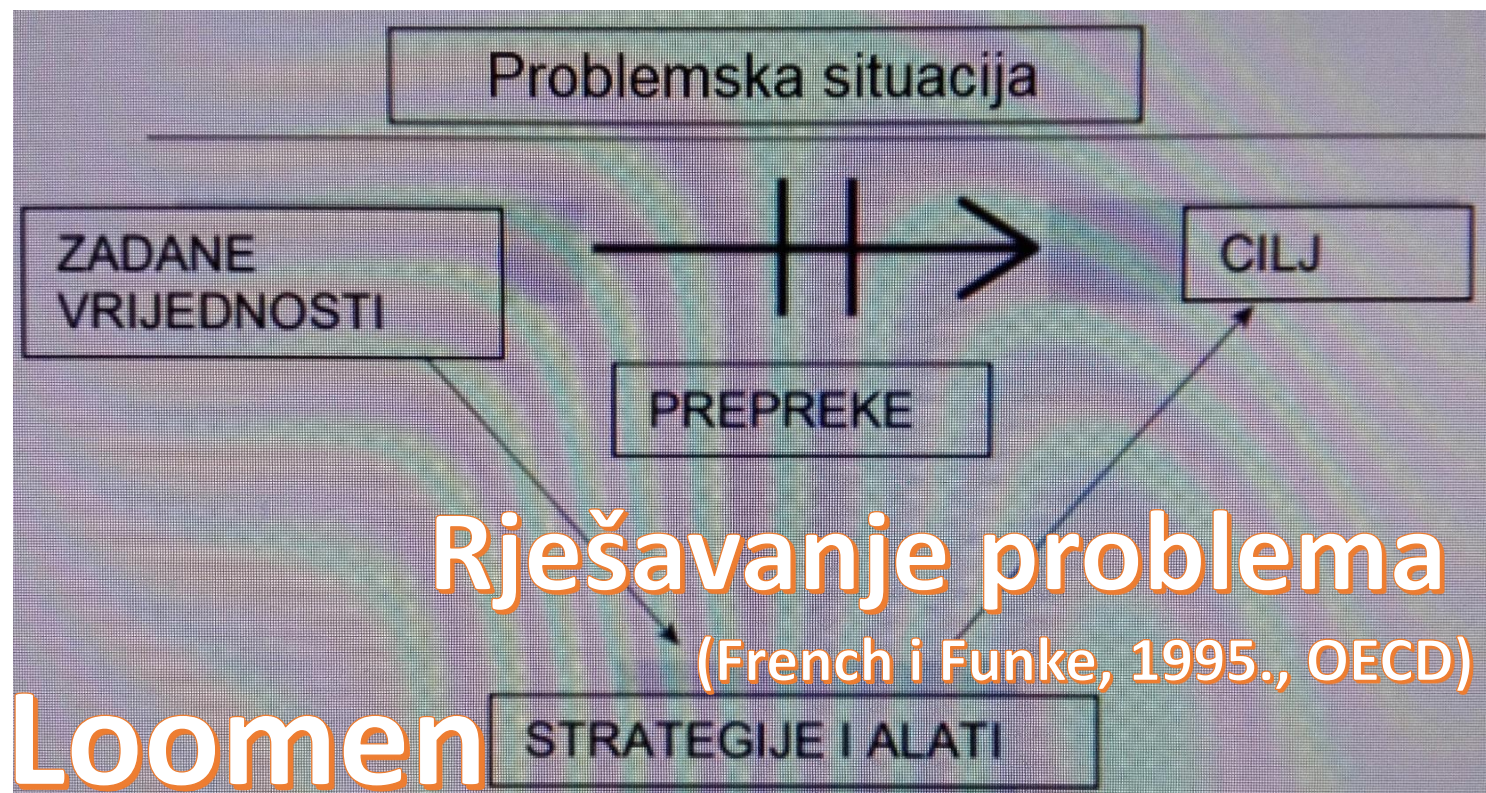 Problemska situacija
ZADANE
VRIJEDNOSTI
CILJ
PREPREKE
Rješavanje problema
(French i Funke, 1995., OECD)
Loomen
STRATEGIJE I ALATI